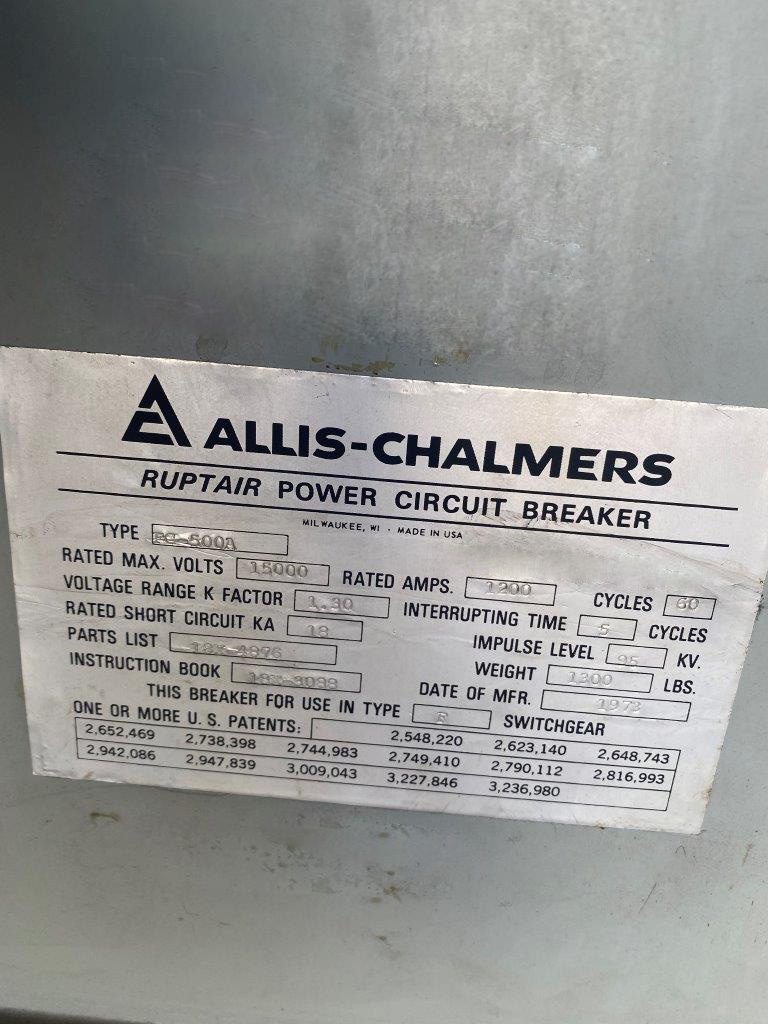 ALLIS-CHALMERS
RUPTAIR POWER CIRCUIT BREAKER
MILWAUKEE, WI · MADE IN USA
TYPE FC-500A
RATED MAX. VOLTS 15000 RATED AMPS. 1200 CYCLES 60
VOLTAGE RANGE K FACTOR 1.30 INTERRUPTING TIME 5 CYCLES
RATED SHORT CIRCUIT KA 18 IMPULSE LEVEL 95 KV.
PARTS LIST WEIGHT 1300 LBS.
INSTRUCTION BOOK DATE OF MFR. 1973
THIS BREAKER FOR USE IN TYPE SWITCHGEAR
ONE OR MORE U.S. PATENTS: 2,548,220 2,623,140 2,648,743
2,652,469 2,738,398 2,744,983 2,749,410 2,790,112 2,816,993
2,942,086 2,947,839 3,009,043 3,227,846 3,236,980